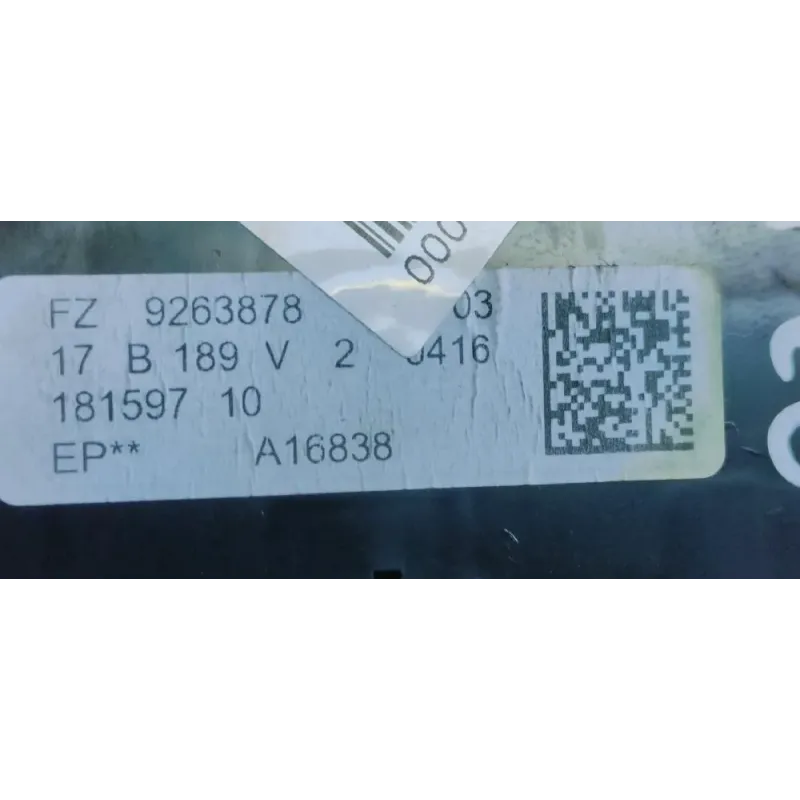 000
FZ 9263878 03
17 B 189 V 2 0416
181597 10
EP** A16838